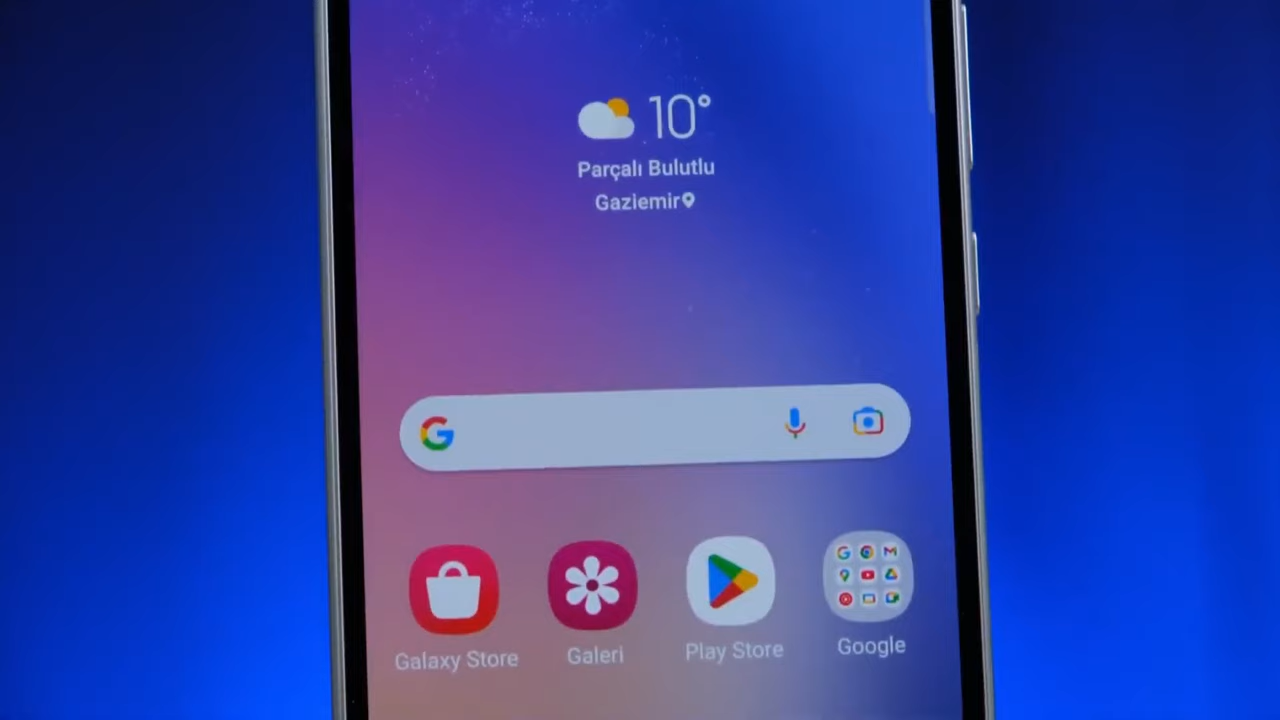 10°
Parçalı Bulutlu
Gaziemir
Galaxy Store
Galeri
Play Store
Google